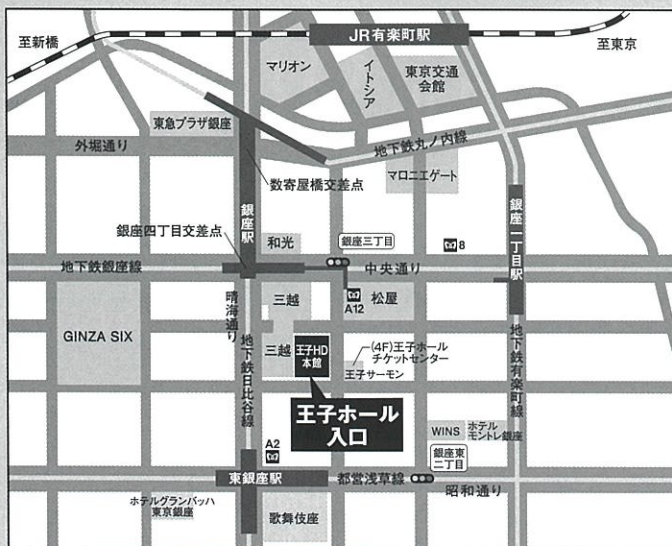 JR有楽町駅
至新橋
至東京
マリオン
イトシア
東京交通
会館
東急プラザ銀座
外堀通り
地下鉄丸ノ内線
数寄屋橋交差点
マロニエゲート
銀座駅
銀座一丁目駅
銀座四丁目交差点
和光
銀座三丁目
8
地下鉄銀座線
中央通り
晴海通り
三越
A12
松屋
GINZA SIX
地下鉄日比谷線
三越
王子HD
本館
(4F)王子ホール
チケットセンター
王子サーモン
地下鉄有楽町線
王子ホール
入口
WINS
ホテル
モントレ銀座
A2
銀座東
二丁目
東銀座駅
都営浅草線
昭和通り
ホテルグランバッハ
東京銀座
歌舞伎座